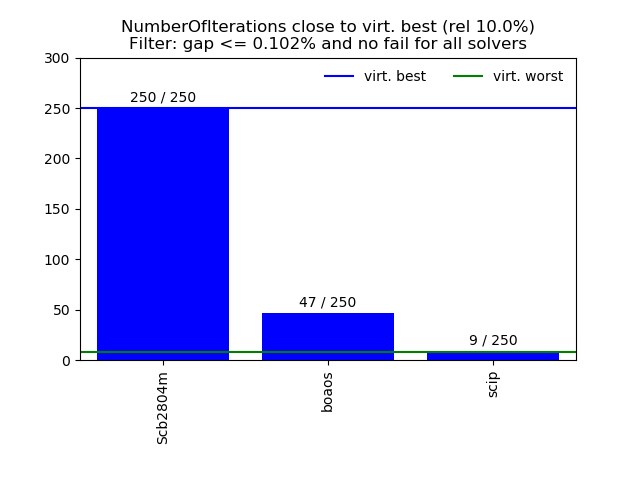 NumberOfIterations close to virt. best (rel 10.0%)
Filter: gap <= 0.102% and no fail for all solvers
300
virt. best
virt. worst
250 / 250
250
200
150
100
47 / 250
50
9 / 250
0
Scb2804m
boaos
scip